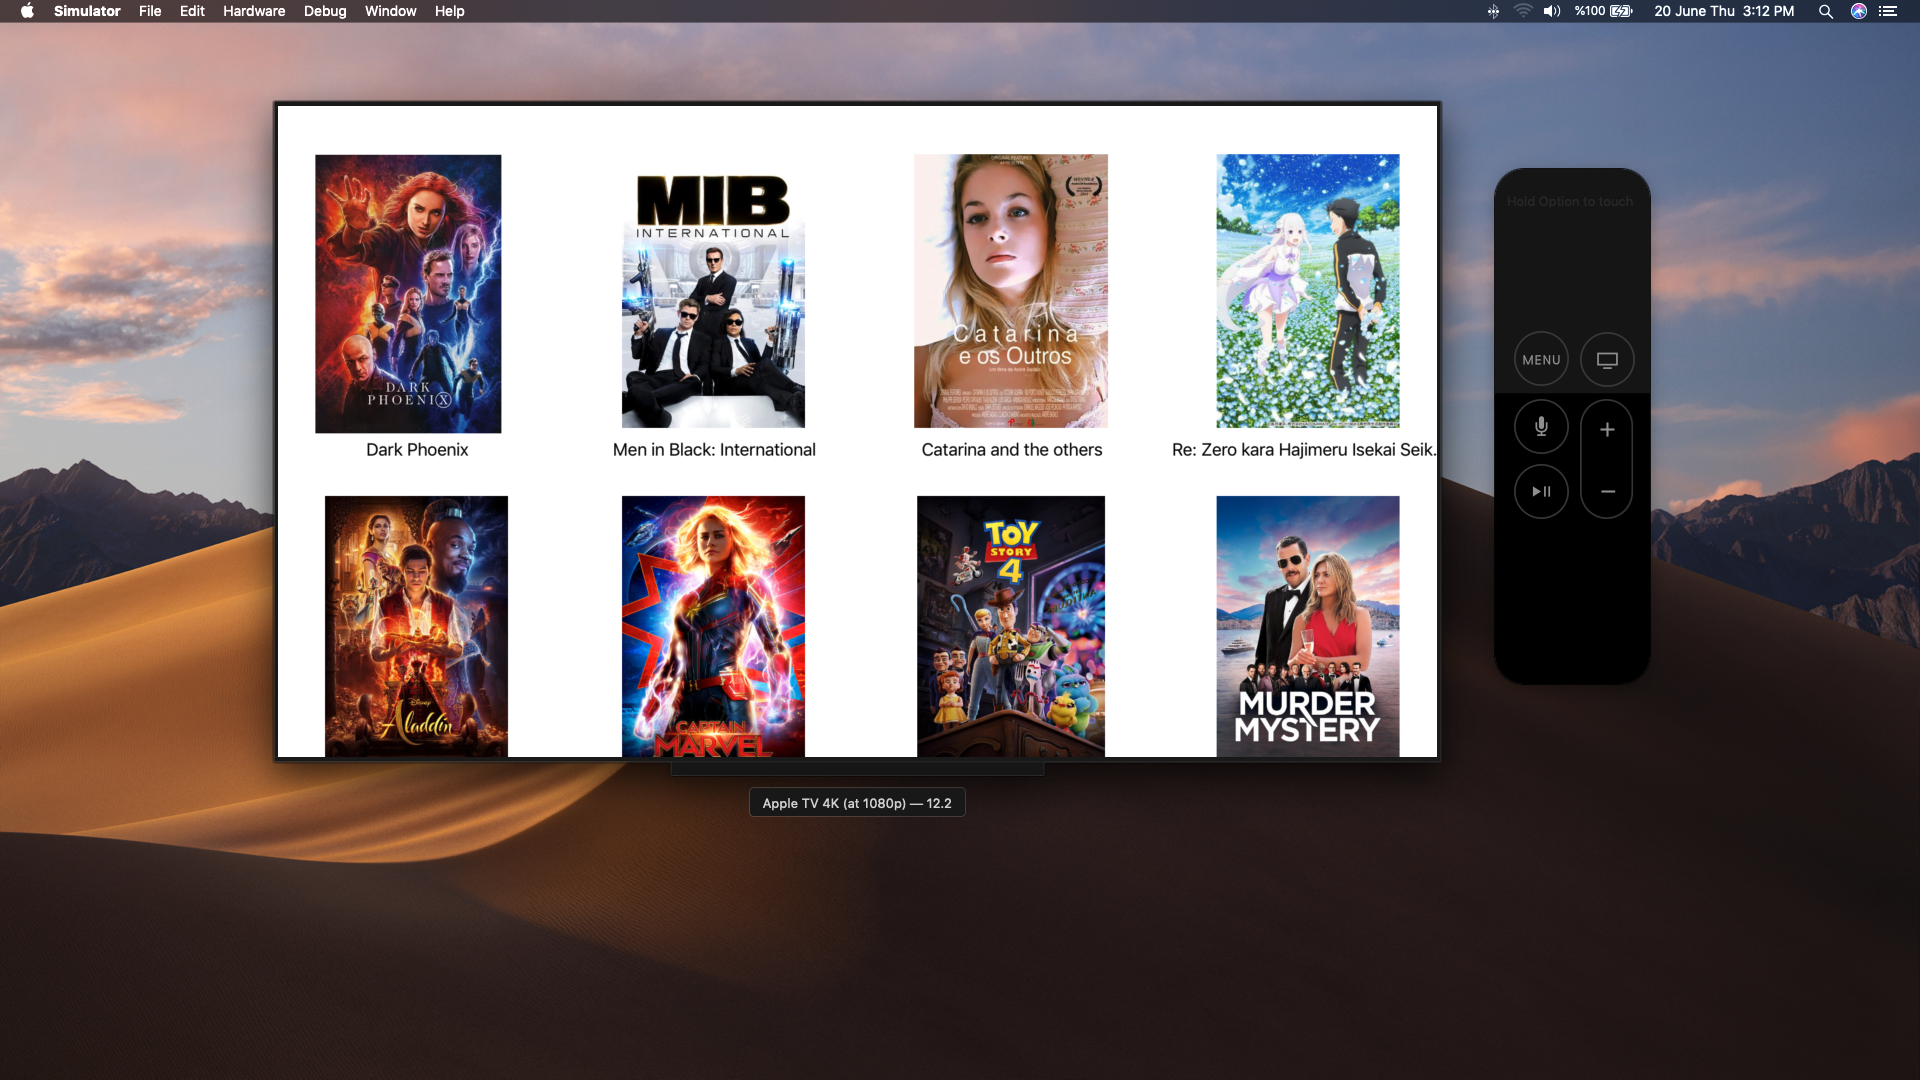 Simulator File Edit Hardware Debug Window Help
%100 20 June Thu 3:12 PM
Hold Option to touch
MENU
MIB
INTERNATIONAL
Catarina
e os Outros
DARK
PHOENIX
Dark Phoenix
Men in Black: International
Catarina and the others
Re: Zero kara Hajimeru Isekai Seik.
Disney
Aladdin
CAPTAIN
MARVEL
TOY
STORY
4
MURDER
MYSTERY
Apple TV 4K (at 1080p) — 12.2